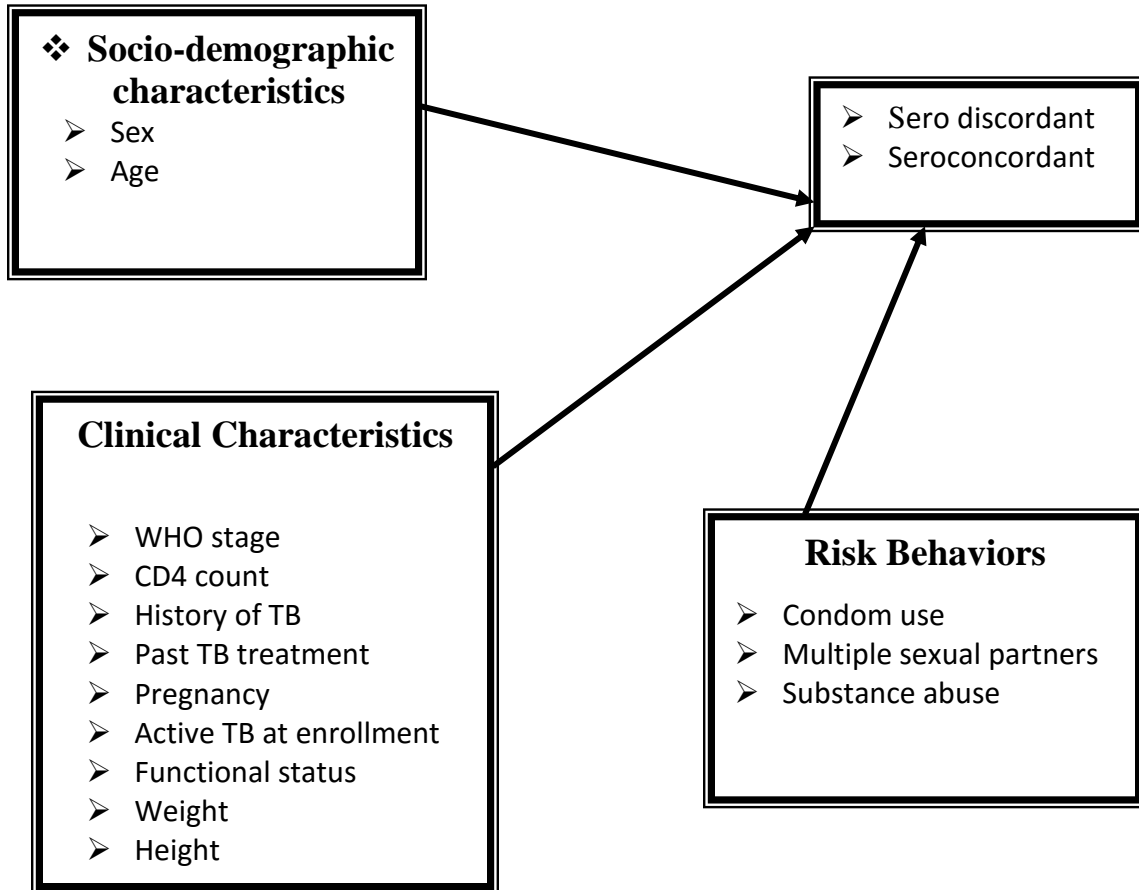 ❖ Socio-demographic
characteristics
➢ Sex
➢ Age
➢ Sero discordant
➢ Seroconcordant
Clinical Characteristics
➢ WHO stage
➢ CD4 count
➢ History of TB
➢ Past TB treatment
➢ Pregnancy
➢ Active TB at enrollment
➢ Functional status
➢ Weight
➢ Height
Risk Behaviors
➢ Condom use
➢ Multiple sexual partners
➢ Substance abuse